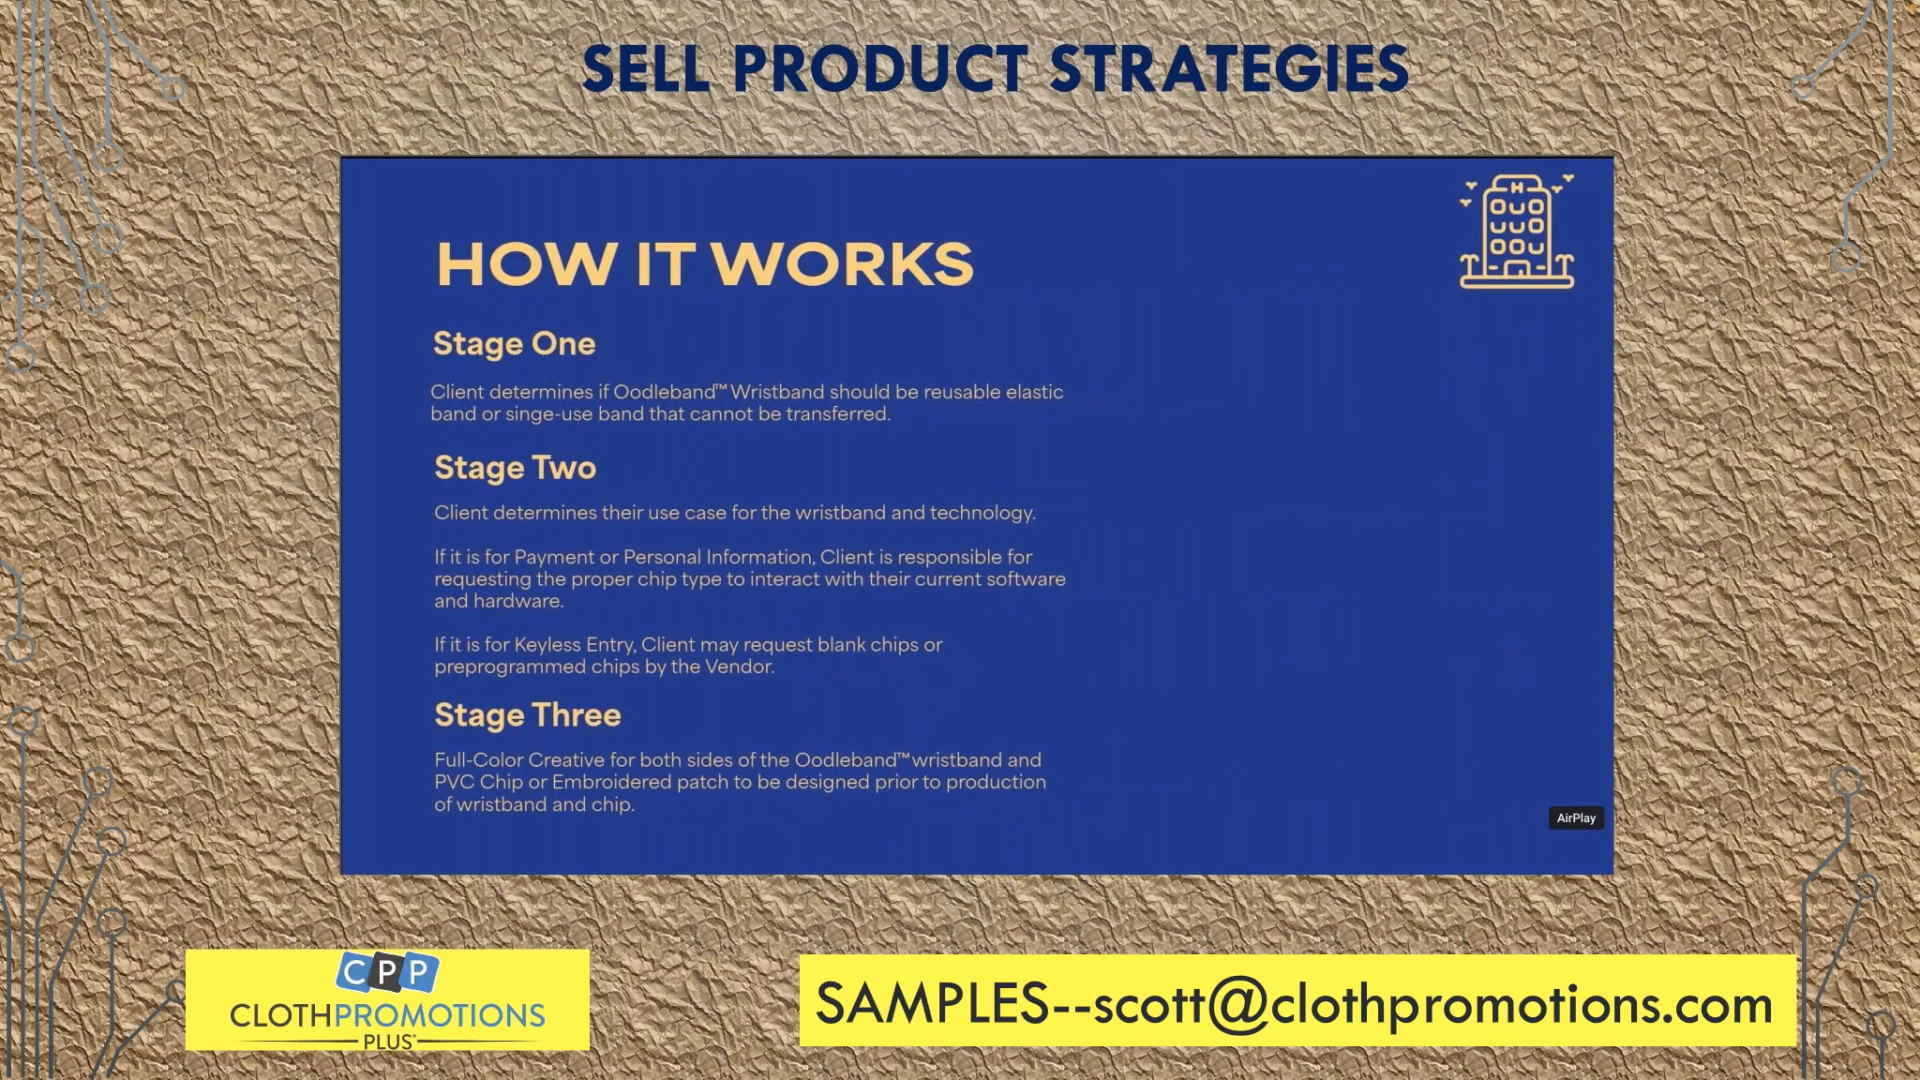 SELL PRODUCT STRATEGIES
H
HOW IT WORKS
Stage One
Client determines if Oodleband™ Wristband should be reusable elastic
band or singe-use band that cannot be transferred.
Stage Two
Client determines their use case for the wristband and technology.
If it is for Payment or Personal Information, Client is responsible for
requesting the proper chip type to interact with their current software
and hardware.
If it is for Keyless Entry, Client may request blank chips or
preprogrammed chips by the Vendor.
Stage Three
Full-Color Creative for both sides of the Oodleband™ wristband and
PVC Chip or Embroidered patch to be designed prior to production
of wristband and chip.
AirPlay
CPP
CLOTHPROMOTIONS
PLUS
SAMPLES--scott@clothpromotions.com